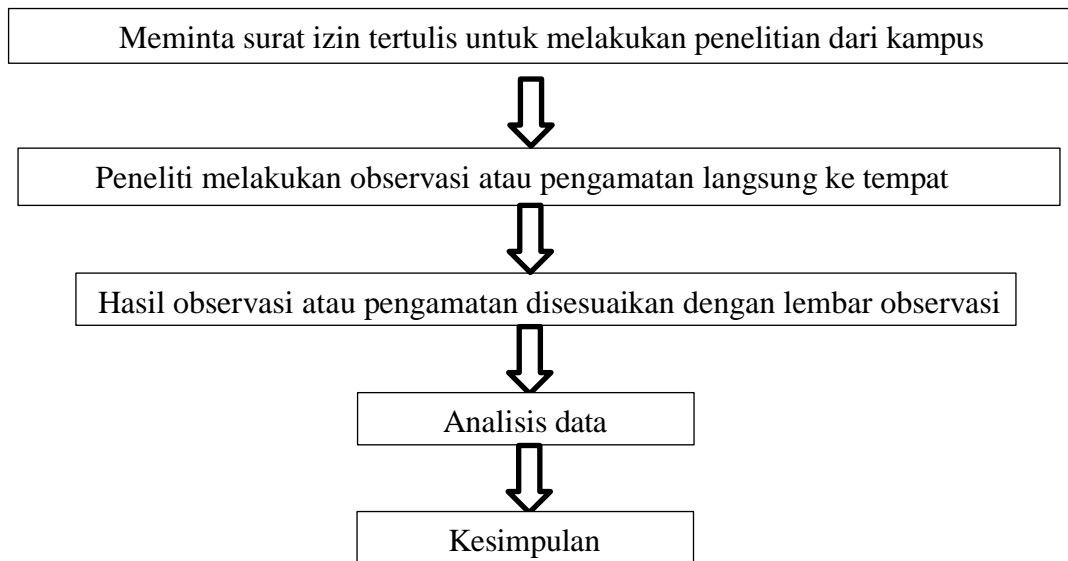 Meminta surat izin tertulis untuk melakukan penelitian dari kampus
Peneliti melakukan observasi atau pengamatan langsung ke tempat
Hasil observasi atau pengamatan disesuaikan dengan lembar observasi
Analisis data
Kesimpulan